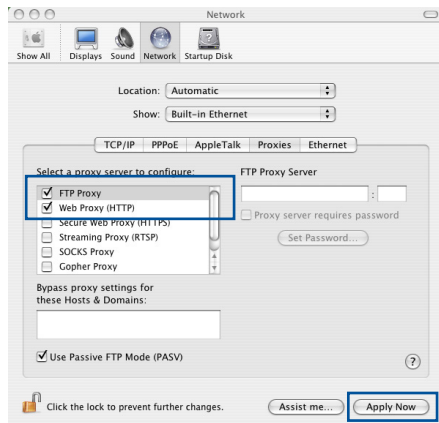 Network
Show All Displays Sound Network Startup Disk
Location: Automatic
Show: Built-in Ethernet
TCP/IP PPPoE AppleTalk Proxies Ethernet
Select a proxy server to configure: FTP Proxy Server
FTP Proxy :
Web Proxy (HTTP) Proxy server requires password
Secure Web Proxy (HTTPS)
Streaming Proxy (RTSP) Set Password...
SOCKS Proxy
Gopher Proxy
Bypass proxy settings for
these Hosts & Domains:
Use Passive FTP Mode (PASV) ?
Click the lock to prevent further changes. Assist me... Apply Now